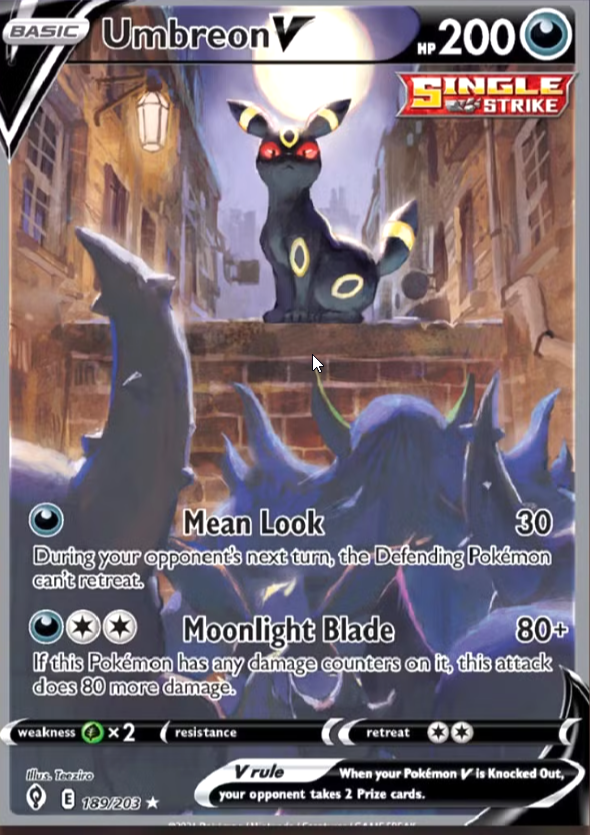 BASIC Umbreon V HP 200
SINGLE
STRIKE
Mean Look 30
During your opponent's next turn, the Defending Pokémon
can't retreat.
Moonlight Blade 80+
If this Pokémon has any damage counters on it, this attack
does 80 more damage.
weakness ×2 resistance retreat
V rule When your Pokémon V is Knocked Out,
your opponent takes 2 Prize cards.
Illus. Teeziro
E 189/203